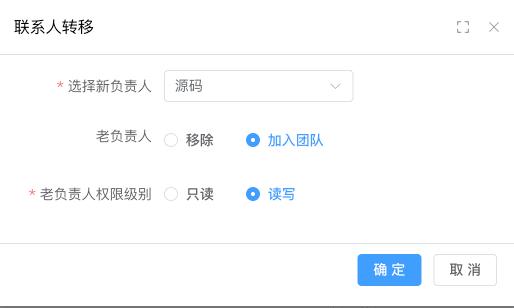 联系人转移
* 选择新负责人 源码
老负责人 移除 加入团队
* 老负责人权限级别 只读 读写
确 定 取 消